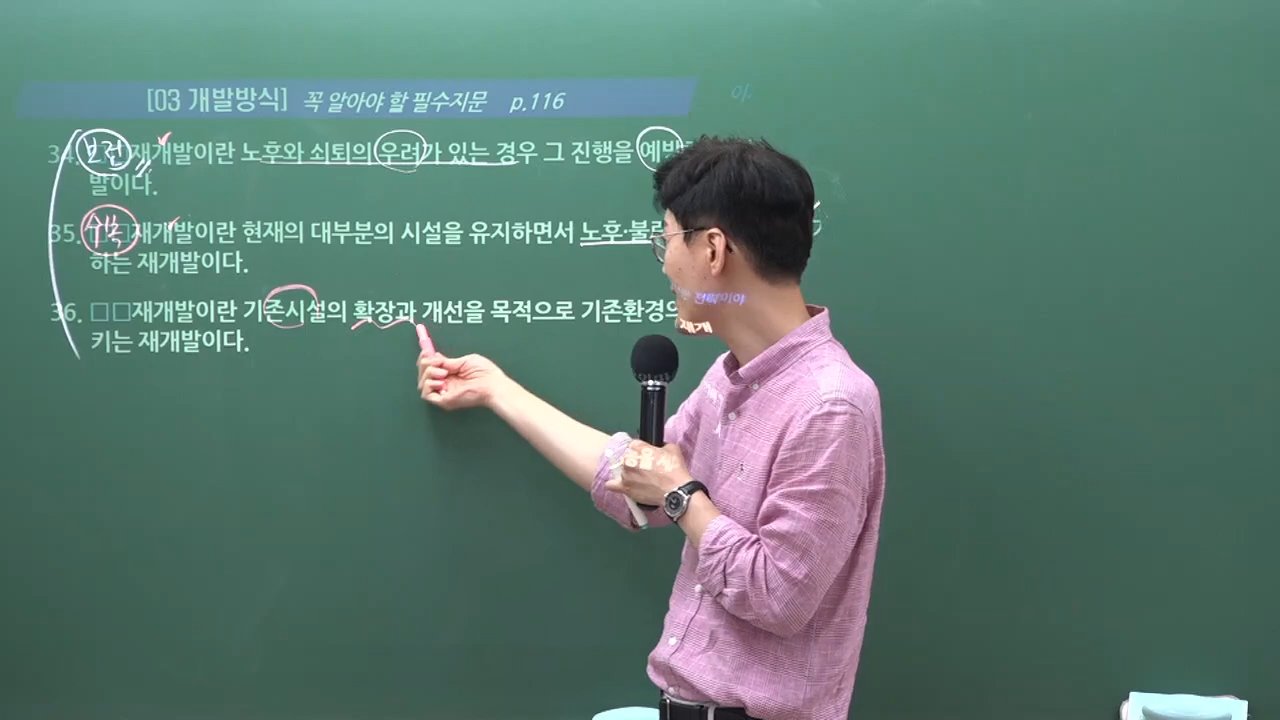 [03 개발방식] 꼭 알아야 할 필수지문 p.116
34. 보전재개발이란 노후와 쇠퇴의 우려가 있는 경우 그 진행을 예방
발이다.
35. 수복재개발이란 현재의 대부분의 시설을 유지하면서 노후·불량
하는 재개발이다.
36. □□재개발이란 기존시설의 확장과 개선을 목적으로 기존환경의
키는 재개발이다.